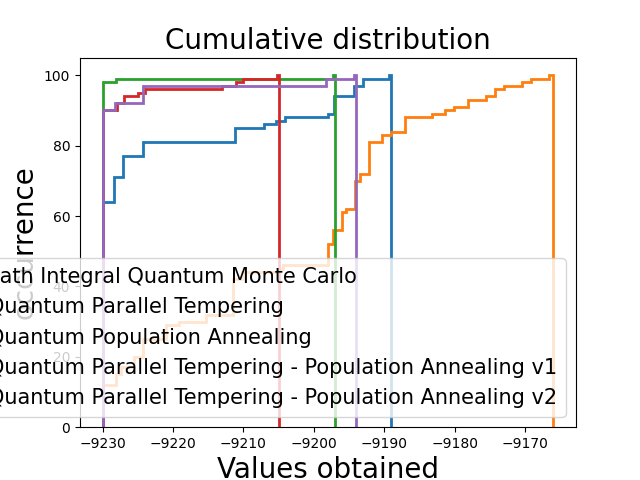 Cumulative distribution
100
80
60
40
20
0
occurrence
ath Integral Quantum Monte Carlo
Quantum Parallel Tempering
Quantum Population Annealing
Quantum Parallel Tempering - Population Annealing v1
Quantum Parallel Tempering - Population Annealing v2
−9230 −9220 −9210 −9200 −9190 −9180 −9170
Values obtained